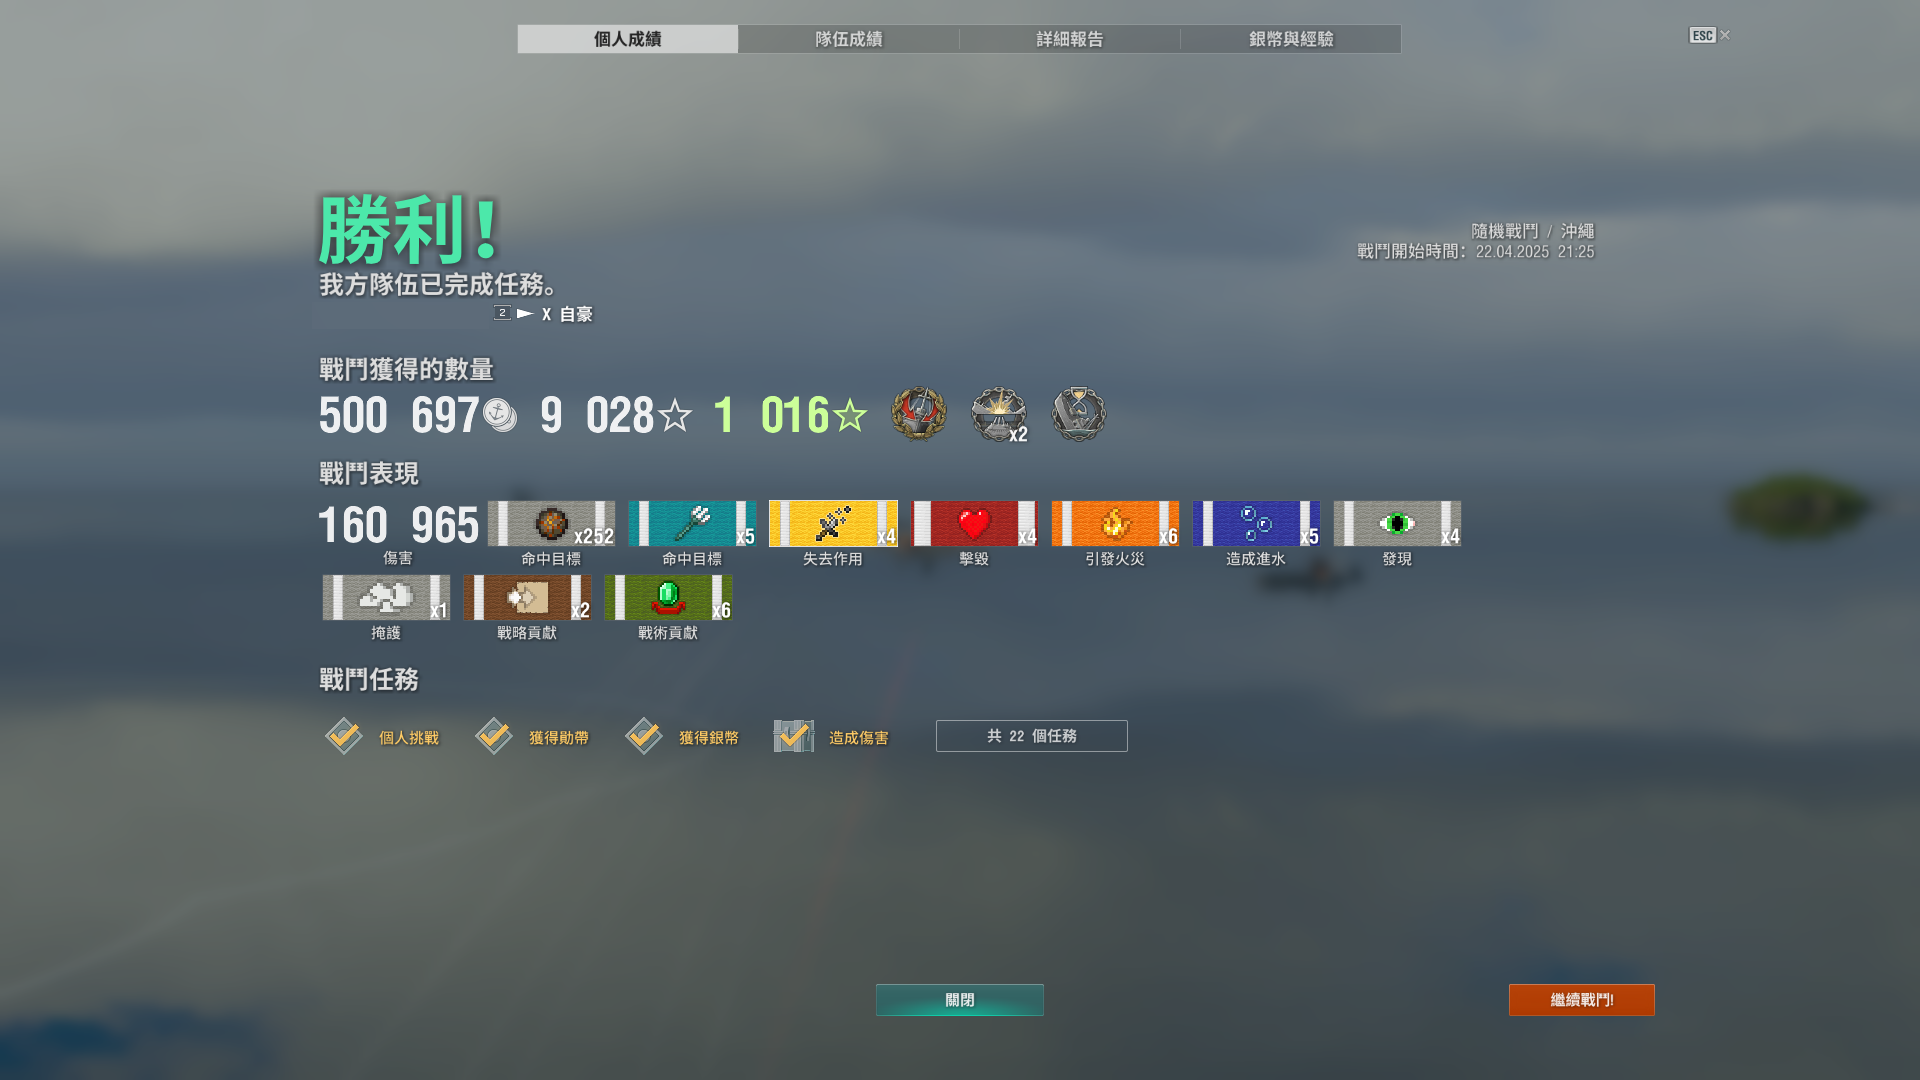 個人成績
隊伍成績
詳細報告
銀幣與經驗
ESC
勝利!
我方隊伍已完成任務。
2 X 自豪
隨機戰鬥 / 沖繩
戰鬥開始時間: 22.04.2025 21:25
戰鬥獲得的數量
500 697 9 028 1 016 x2
戰鬥表現
160 965 x252 x5 x4 x4 x6 x5 x4
傷害 命中目標 命中目標 失去作用 擊毀 引發火災 造成進水 發現
x1 x2 x6
掩護 戰略貢獻 戰術貢獻
戰鬥任務
個人挑戰 獲得勛帶 獲得銀幣 造成傷害 共 22 個任務
關閉
繼續戰鬥!